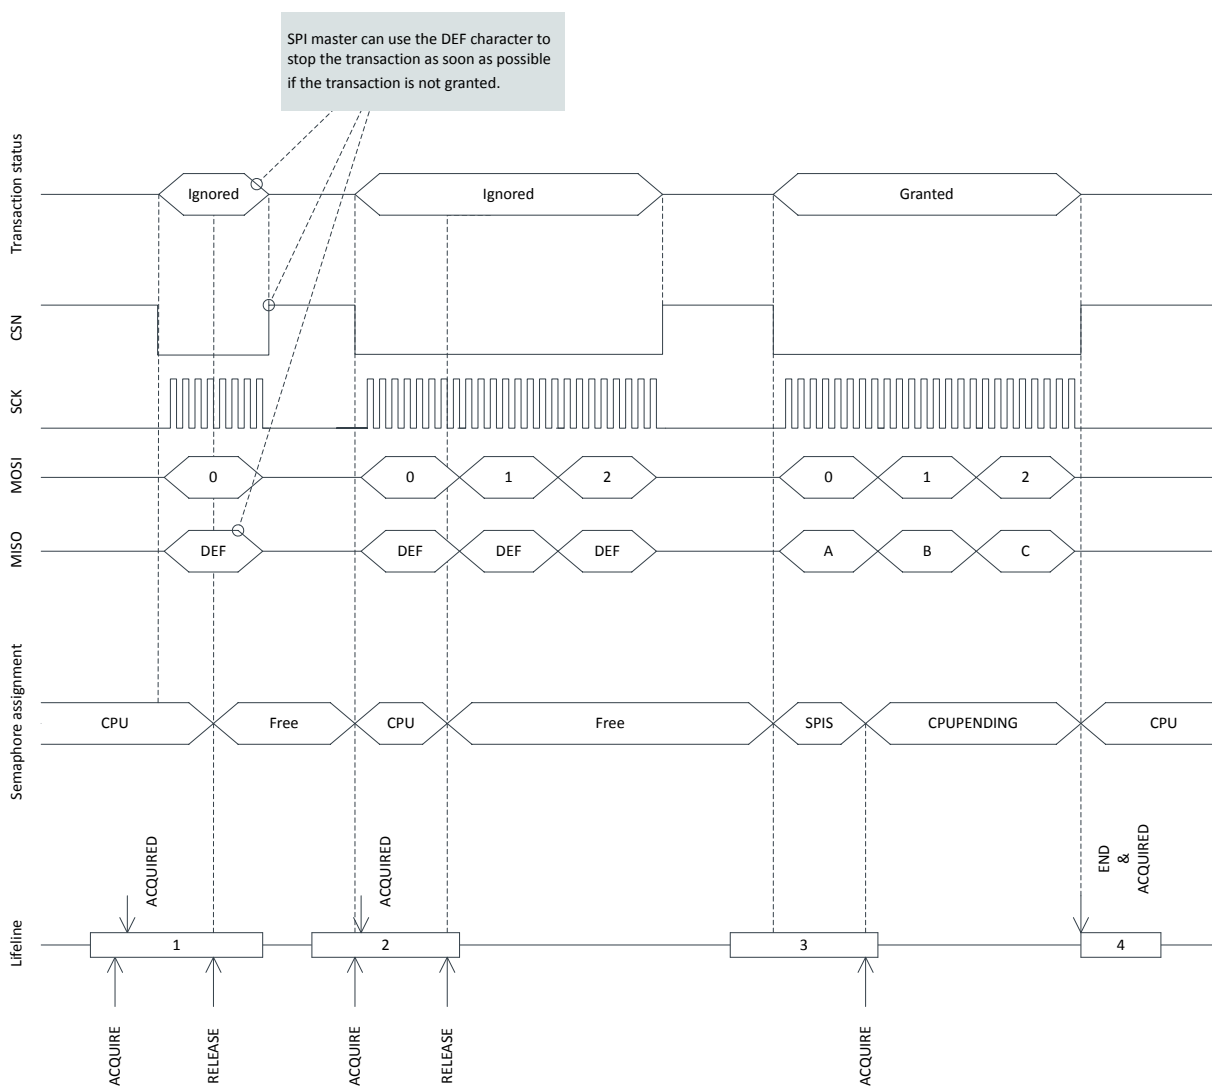 SPI master can use the DEF character to
stop the transaction as soon as possible
if the transaction is not granted.
Transaction status
Ignored
Ignored
Granted
CSN
SCK
MOSI
0
0
1
2
0
1
2
MISO
DEF
DEF
DEF
DEF
A
B
C
Semaphore assignment
CPU
Free
CPU
Free
SPIS
CPUPENDING
CPU
ACQUIRED
ACQUIRED
END
&
ACQUIRED
Lifeline
1
2
3
4
ACQUIRE
RELEASE
ACQUIRE
RELEASE
ACQUIRE